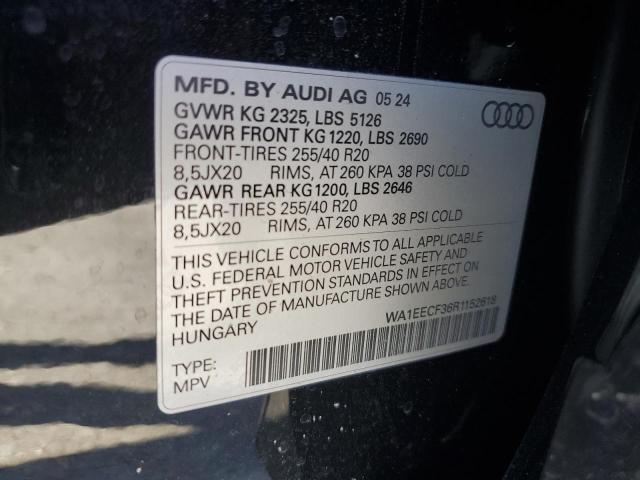 MFD. BY AUDI AG 05 24
GVWR KG 2325, LBS 5126
GAWR FRONT KG 1220, LBS 2690
FRONT-TIRES 255/40 R20
8,5JX20 RIMS, AT 260 KPA 38 PSI COLD
GAWR REAR KG 1200, LBS 2646
REAR-TIRES 255/40 R20
8,5JX20 RIMS, AT 260 KPA 38 PSI COLD
THIS VEHICLE CONFORMS TO ALL APPLICABLE
U.S. FEDERAL MOTOR VEHICLE SAFETY AND
THEFT PREVENTION STANDARDS IN EFFECT ON
THE DATE OF MANUFACTURE SHOWN ABOVE.
HUNGARY
WA1EECF36R1152618
TYPE:
MPV